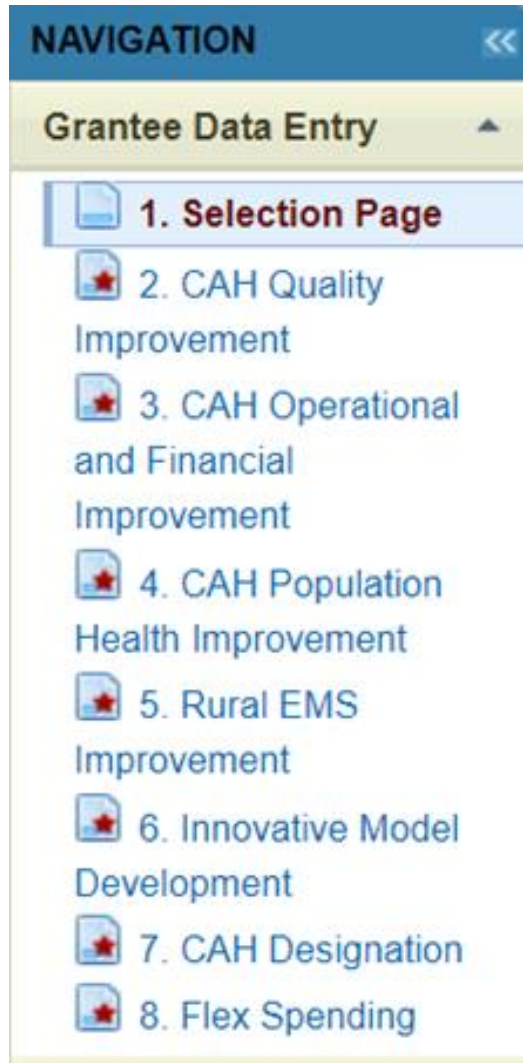 NAVIGATION
Grantee Data Entry
1. Selection Page
2. CAH Quality
Improvement
3. CAH Operational
and Financial
Improvement
4. CAH Population
Health Improvement
5. Rural EMS
Improvement
6. Innovative Model
Development
7. CAH Designation
8. Flex Spending